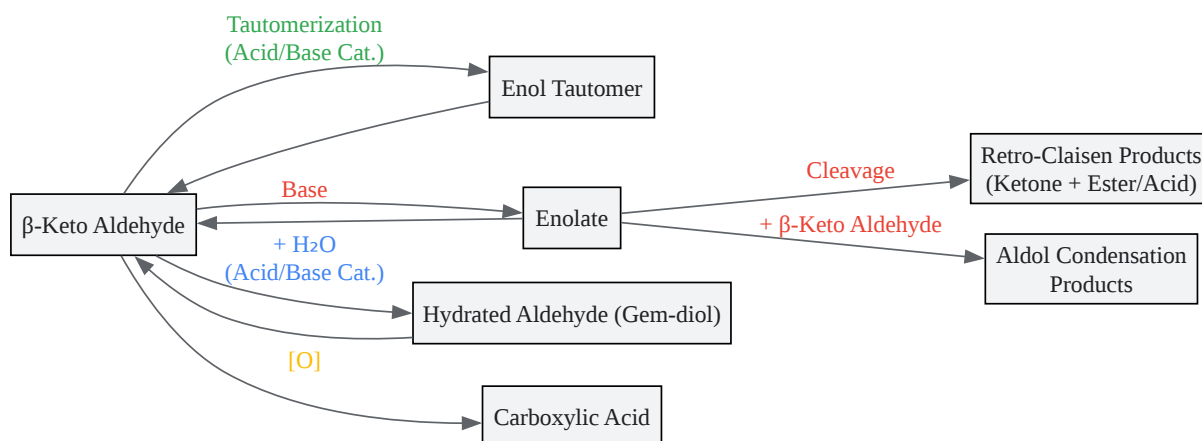 Tautomerization
(Acid/Base Cat.)
Enol Tautomer
β-Keto Aldehyde
Base
Enolate
Cleavage
Retro-Claisen Products
(Ketone + Ester/Acid)
+ β-Keto Aldehyde
Aldol Condensation
Products
+ H₂O
(Acid/Base Cat.)
Hydrated Aldehyde (Gem-diol)
[O]
Carboxylic Acid